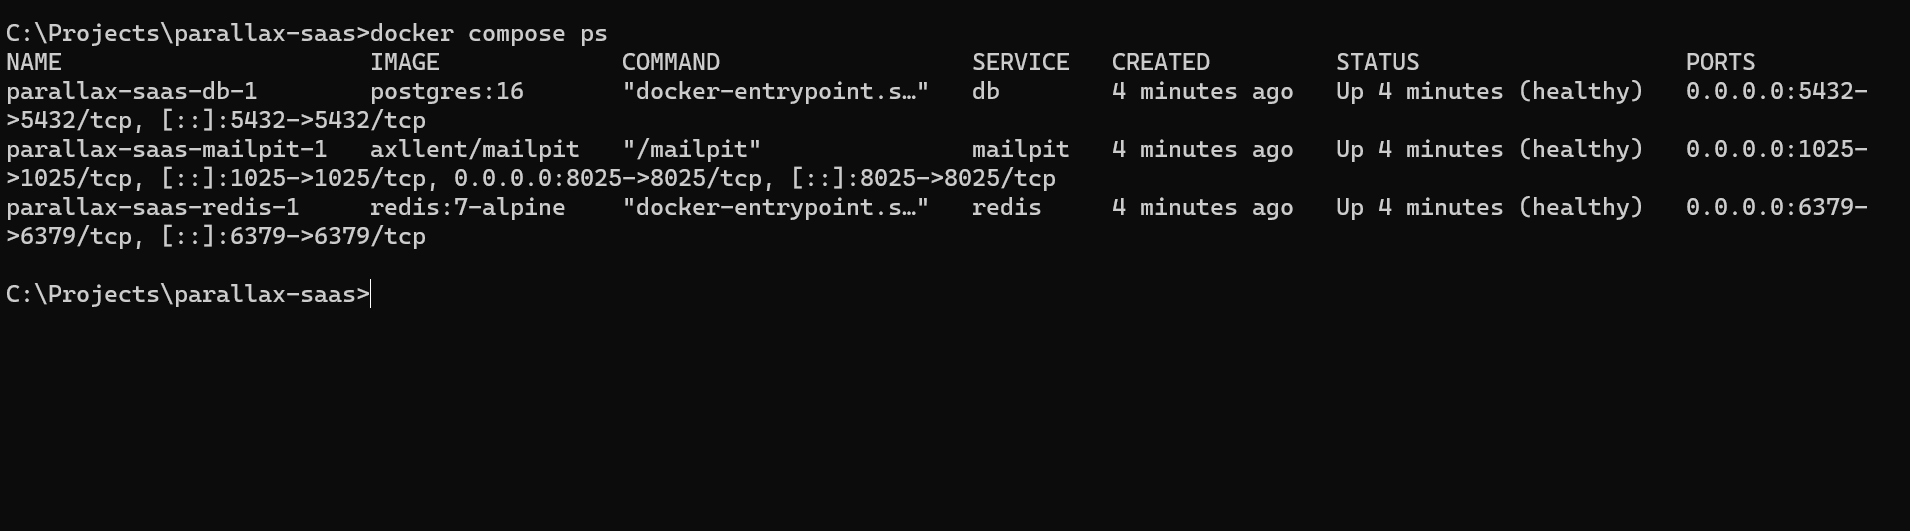 C:\Projects\parallax-saas>docker compose ps
NAME                      IMAGE             COMMAND                  SERVICE   CREATED         STATUS                   PORTS
parallax-saas-db-1        postgres:16       "docker-entrypoint.s…"   db        4 minutes ago   Up 4 minutes (healthy)   0.0.0.0:5432-
>5432/tcp, [::]:5432->5432/tcp
parallax-saas-mailpit-1   axllent/mailpit   "/mailpit"               mailpit   4 minutes ago   Up 4 minutes (healthy)   0.0.0.0:1025-
>1025/tcp, [::]:1025->1025/tcp, 0.0.0.0:8025->8025/tcp, [::]:8025->8025/tcp
parallax-saas-redis-1     redis:7-alpine    "docker-entrypoint.s…"   redis     4 minutes ago   Up 4 minutes (healthy)   0.0.0.0:6379-
>6379/tcp, [::]:6379->6379/tcp
C:\Projects\parallax-saas>